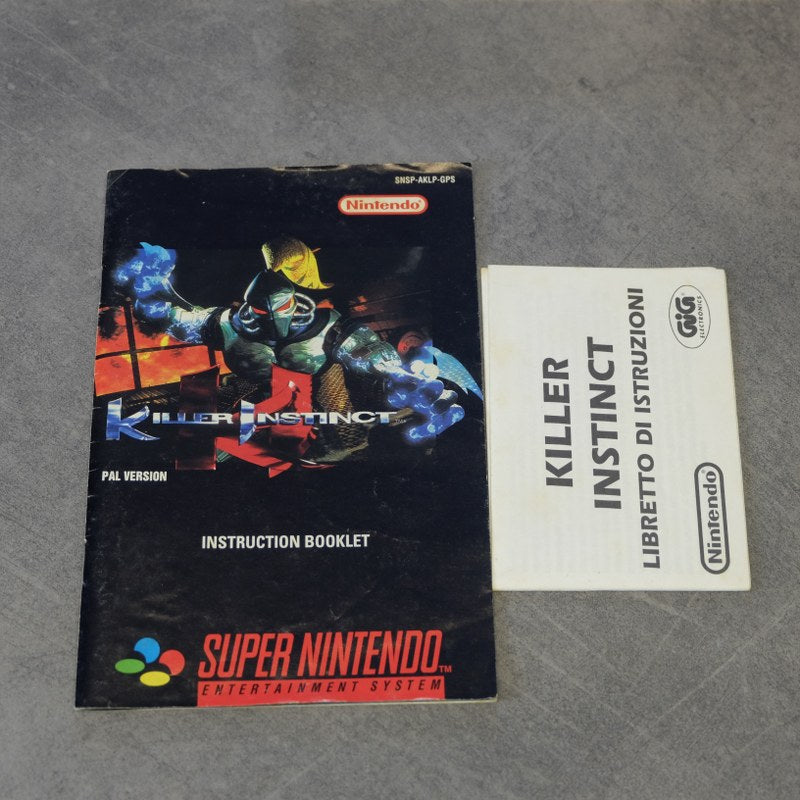 SNSP-AKLP-GPS
Nintendo®
KILLER INSTINCT
PAL VERSION
INSTRUCTION BOOKLET
SUPER NINTENDO™
ENTERTAINMENT SYSTEM
KILLER
INSTINCT
LIBRETTO DI ISTRUZIONI
GiG
ELECTRONICS
Nintendo®